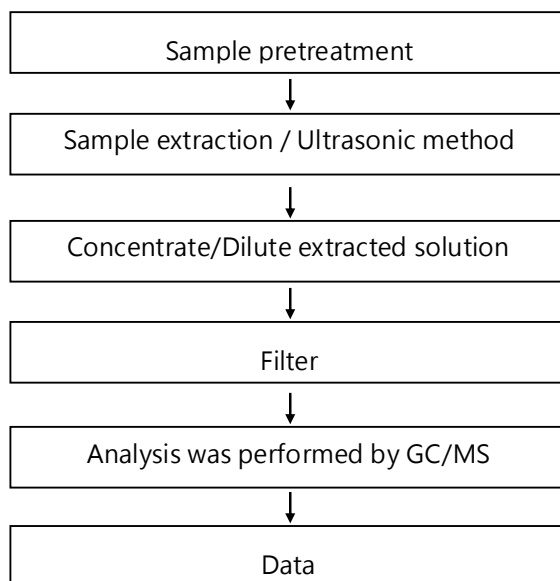 Sample pretreatment
Sample extraction / Ultrasonic method
Concentrate/Dilute extracted solution
Filter
Analysis was performed by GC/MS
Data